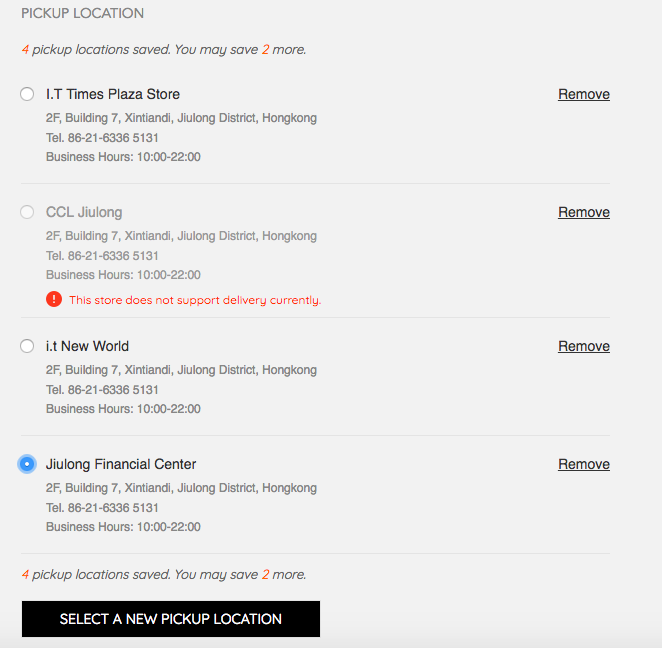 PICKUP LOCATION
4 pickup locations saved. You may save 2 more.
I.T Times Plaza Store
Remove
2F, Building 7, Xintiandi, Jiulong District, Hongkong
Tel. 86-21-6336 5131
Business Hours: 10:00-22:00
CCL Jiulong
Remove
2F, Building 7, Xintiandi, Jiulong District, Hongkong
Tel. 86-21-6336 5131
Business Hours: 10:00-22:00
This store does not support delivery currently.
i.t New World
Remove
2F, Building 7, Xintiandi, Jiulong District, Hongkong
Tel. 86-21-6336 5131
Business Hours: 10:00-22:00
Jiulong Financial Center
Remove
2F, Building 7, Xintiandi, Jiulong District, Hongkong
Tel. 86-21-6336 5131
Business Hours: 10:00-22:00
4 pickup locations saved. You may save 2 more.
SELECT A NEW PICKUP LOCATION